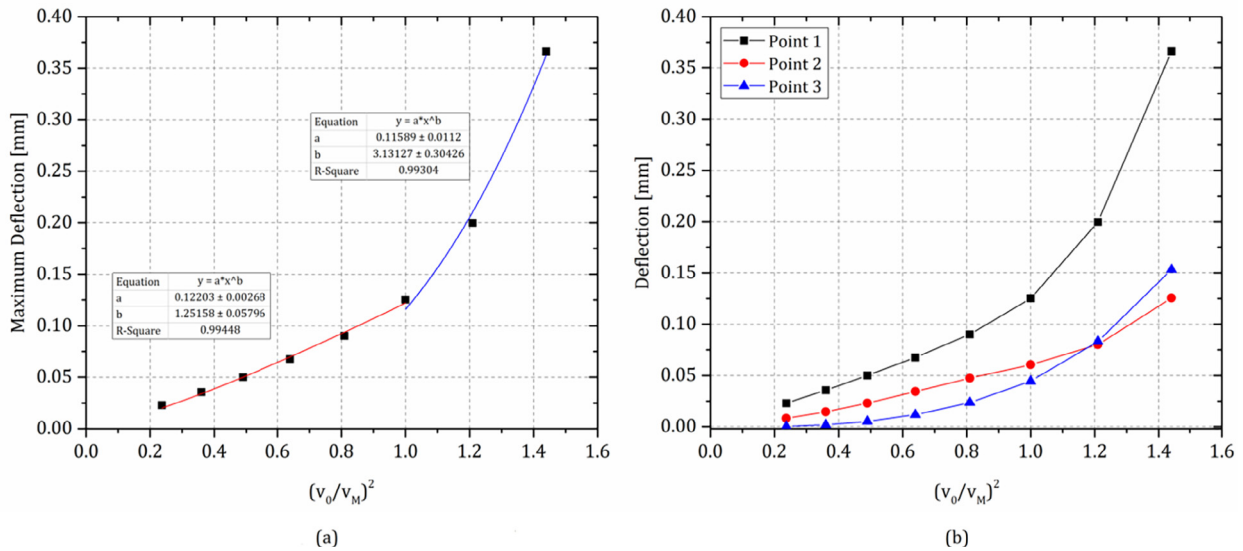 0.40
0.35
0.30
0.25
0.20
0.15
0.10
0.05
0.00
Maximum Deflection [mm]
Equation y = a*x^b
a 0.11589 ± 0.0112
b 3.13127 ± 0.30426
R-Square 0.99304
Equation y = a*x^b
a 0.12203 ± 0.00268
b 1.25158 ± 0.05796
R-Square 0.99448
0.0 0.2 0.4 0.6 0.8 1.0 1.2 1.4 1.6
(v0/vM)2
(a)
0.40
0.35
0.30
0.25
0.20
0.15
0.10
0.05
0.00
Deflection [mm]
Point 1
Point 2
Point 3
0.0 0.2 0.4 0.6 0.8 1.0 1.2 1.4 1.6
(v0/vM)2
(b)